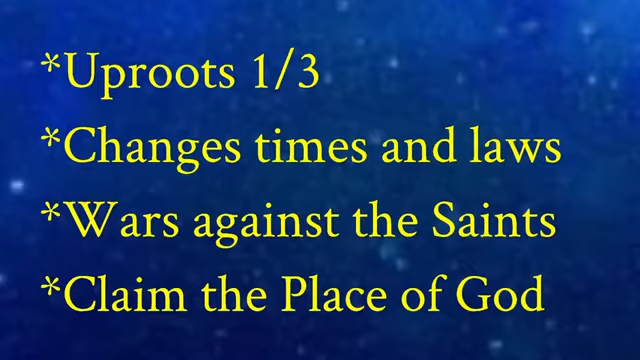 *Uproots 1/3
*Changes times and laws
*Wars against the Saints
*Claim the Place of God